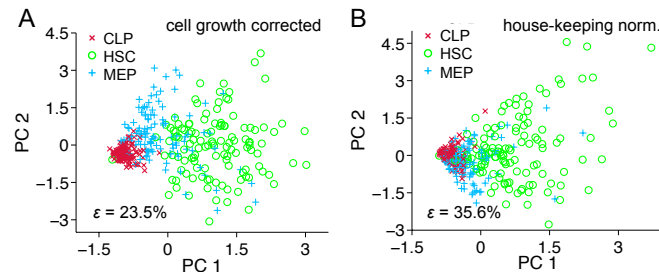 A
cell growth corrected
CLP
HSC
MEP
4.5
3
1.5
0
−1.5
−3
PC 2
ε = 23.5%
−1.5
0
1.5
3
PC 1
B
house-keeping norm.
CLP
HSC
MEP
4.5
3.0
1.5
0
−1.5
−3.0
PC 2
ε = 35.6%
−1.5
0
1.5
3
PC 1